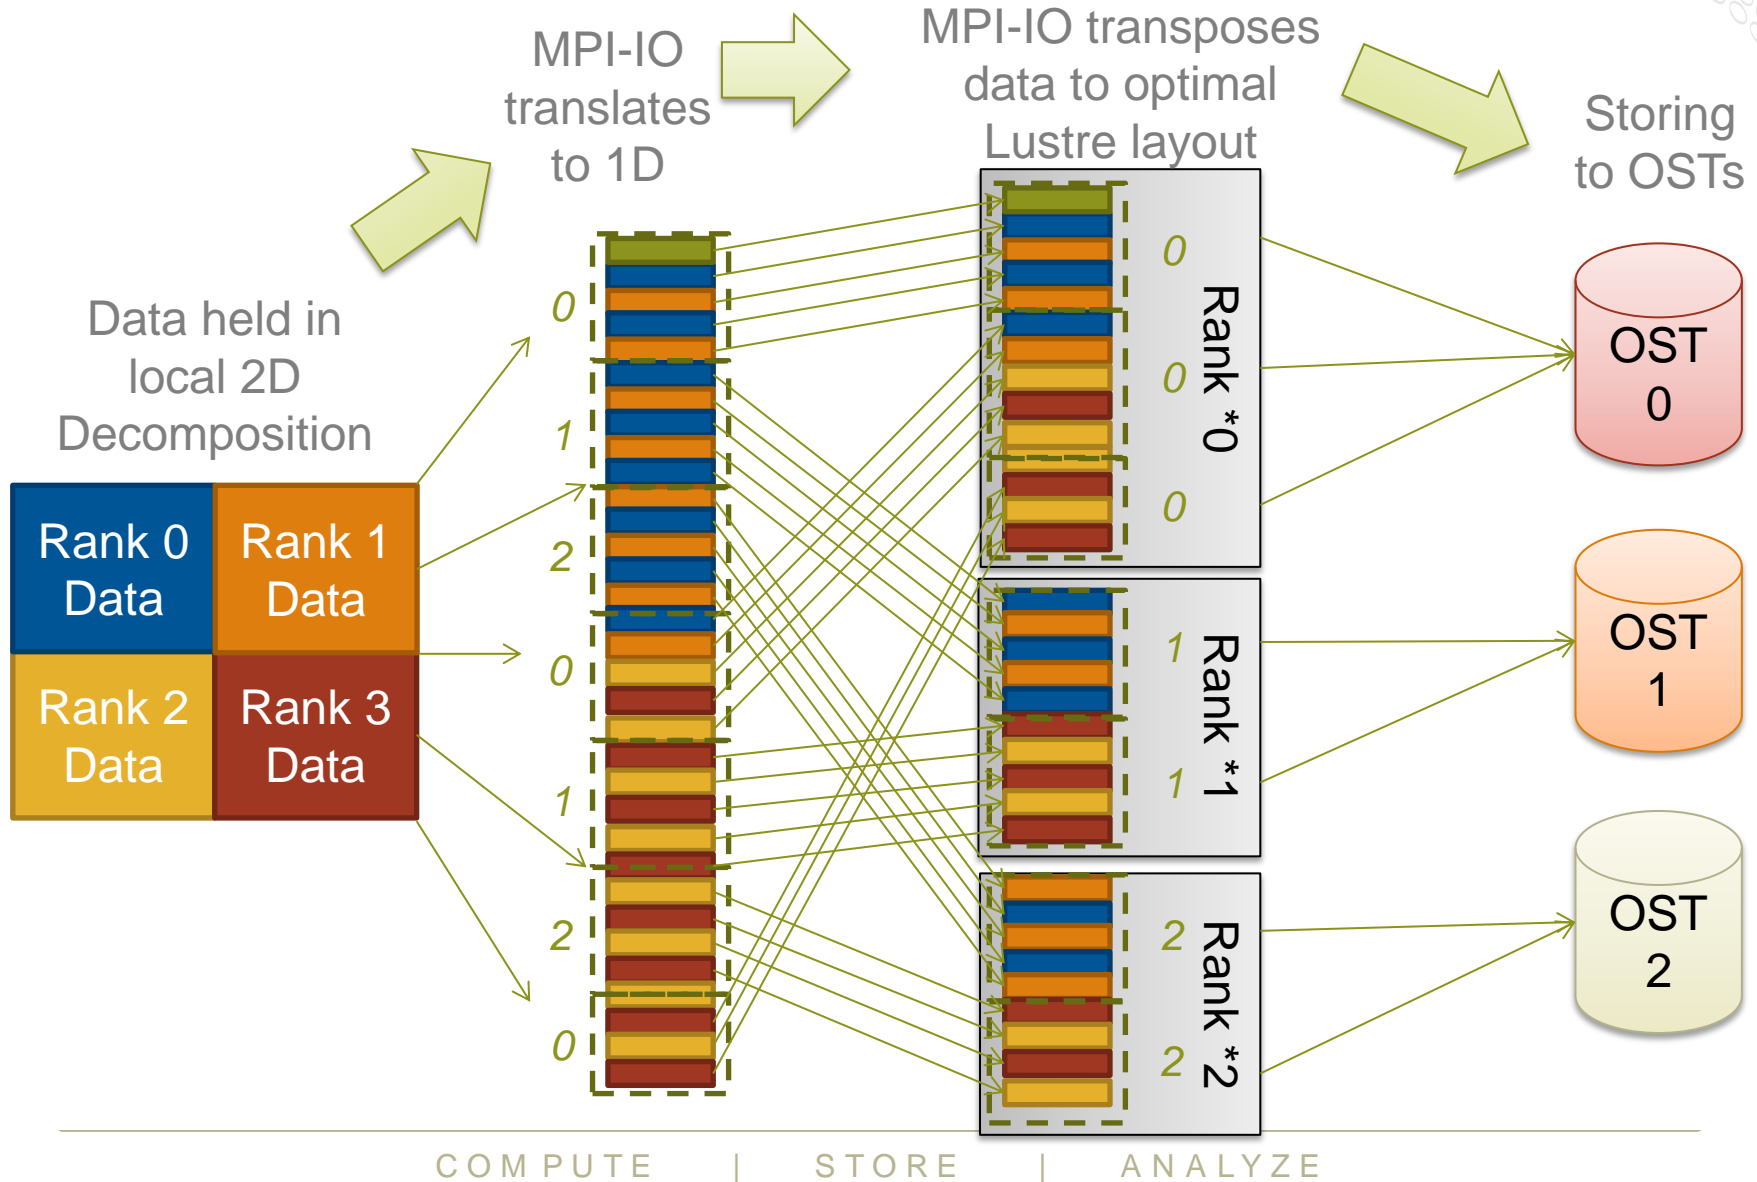 MPI-IO
translates
to 1D
MPI-IO transposes
data to optimal
Lustre layout
Storing
to OSTs
Data held in
local 2D
Decomposition
Rank 0
Data
Rank 1
Data
Rank 2
Data
Rank 3
Data
0
1
2
0
1
2
0
0
0
0
Rank *0
1
1
Rank *1
2
2
Rank *2
OST
0
OST
1
OST
2
COMPUTE | STORE | ANALYZE